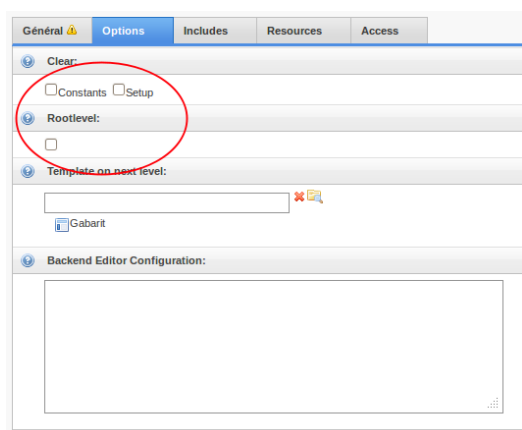 Général Options Includes Resources Access
Clear:
Constants Setup
Rootlevel:
Template on next level:
Gabarit
Backend Editor Configuration: